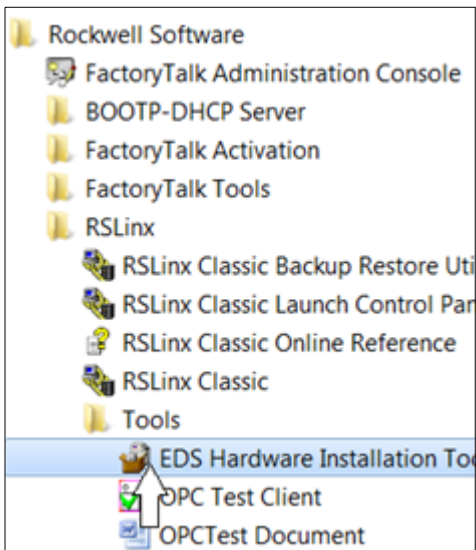 Rockwell Software
FactoryTalk Administration Console
BOOTP-DHCP Server
FactoryTalk Activation
FactoryTalk Tools
RSLinx
RSLinx Classic Backup Restore Uti
RSLinx Classic Launch Control Par
RSLinx Classic Online Reference
RSLinx Classic
Tools
EDS Hardware Installation Too
OPC Test Client
OPCTest Document